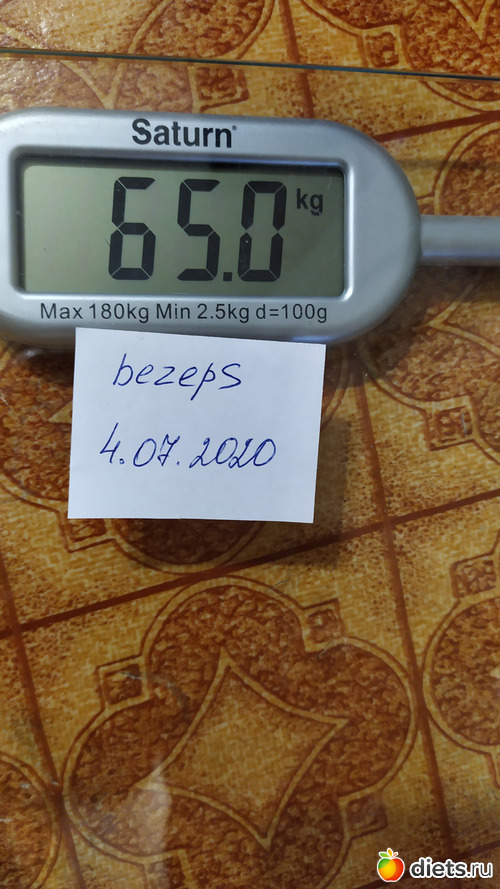 Saturn®
65.0 kg
Max 180kg Min 2.5kg d=100g
bezeps
4.07.2020
diets.ru